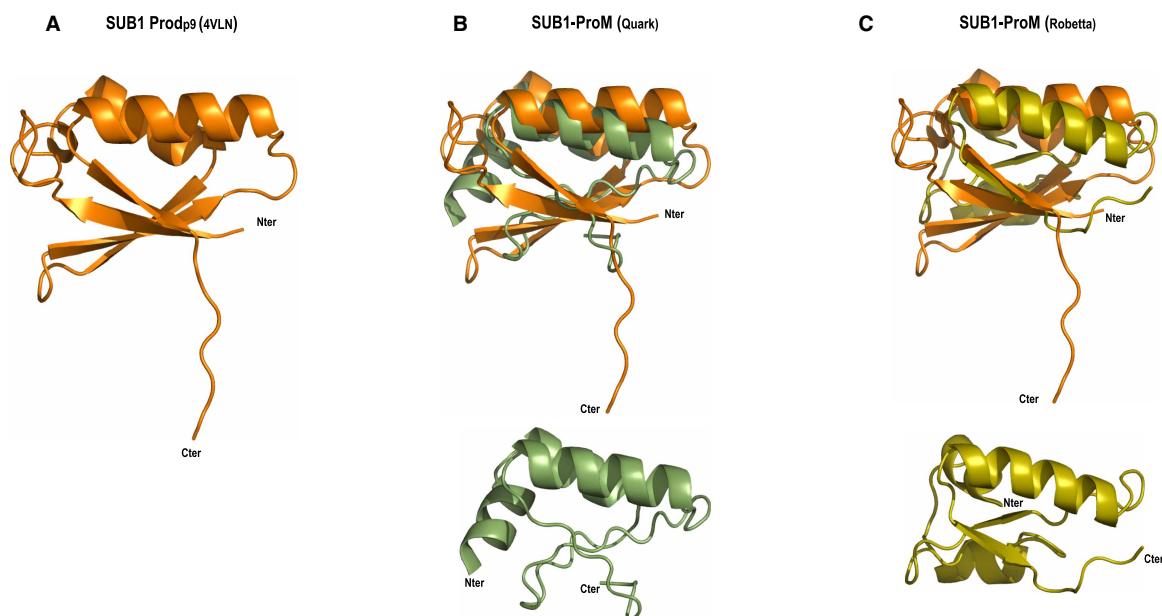 A SUB1 Prodp9 (4VLN)
B SUB1-ProM (Quark)
C SUB1-ProM (Robetta)
Nter
Cter
Nter
Cter
Nter
Cter
Nter
Cter
Nter
Cter